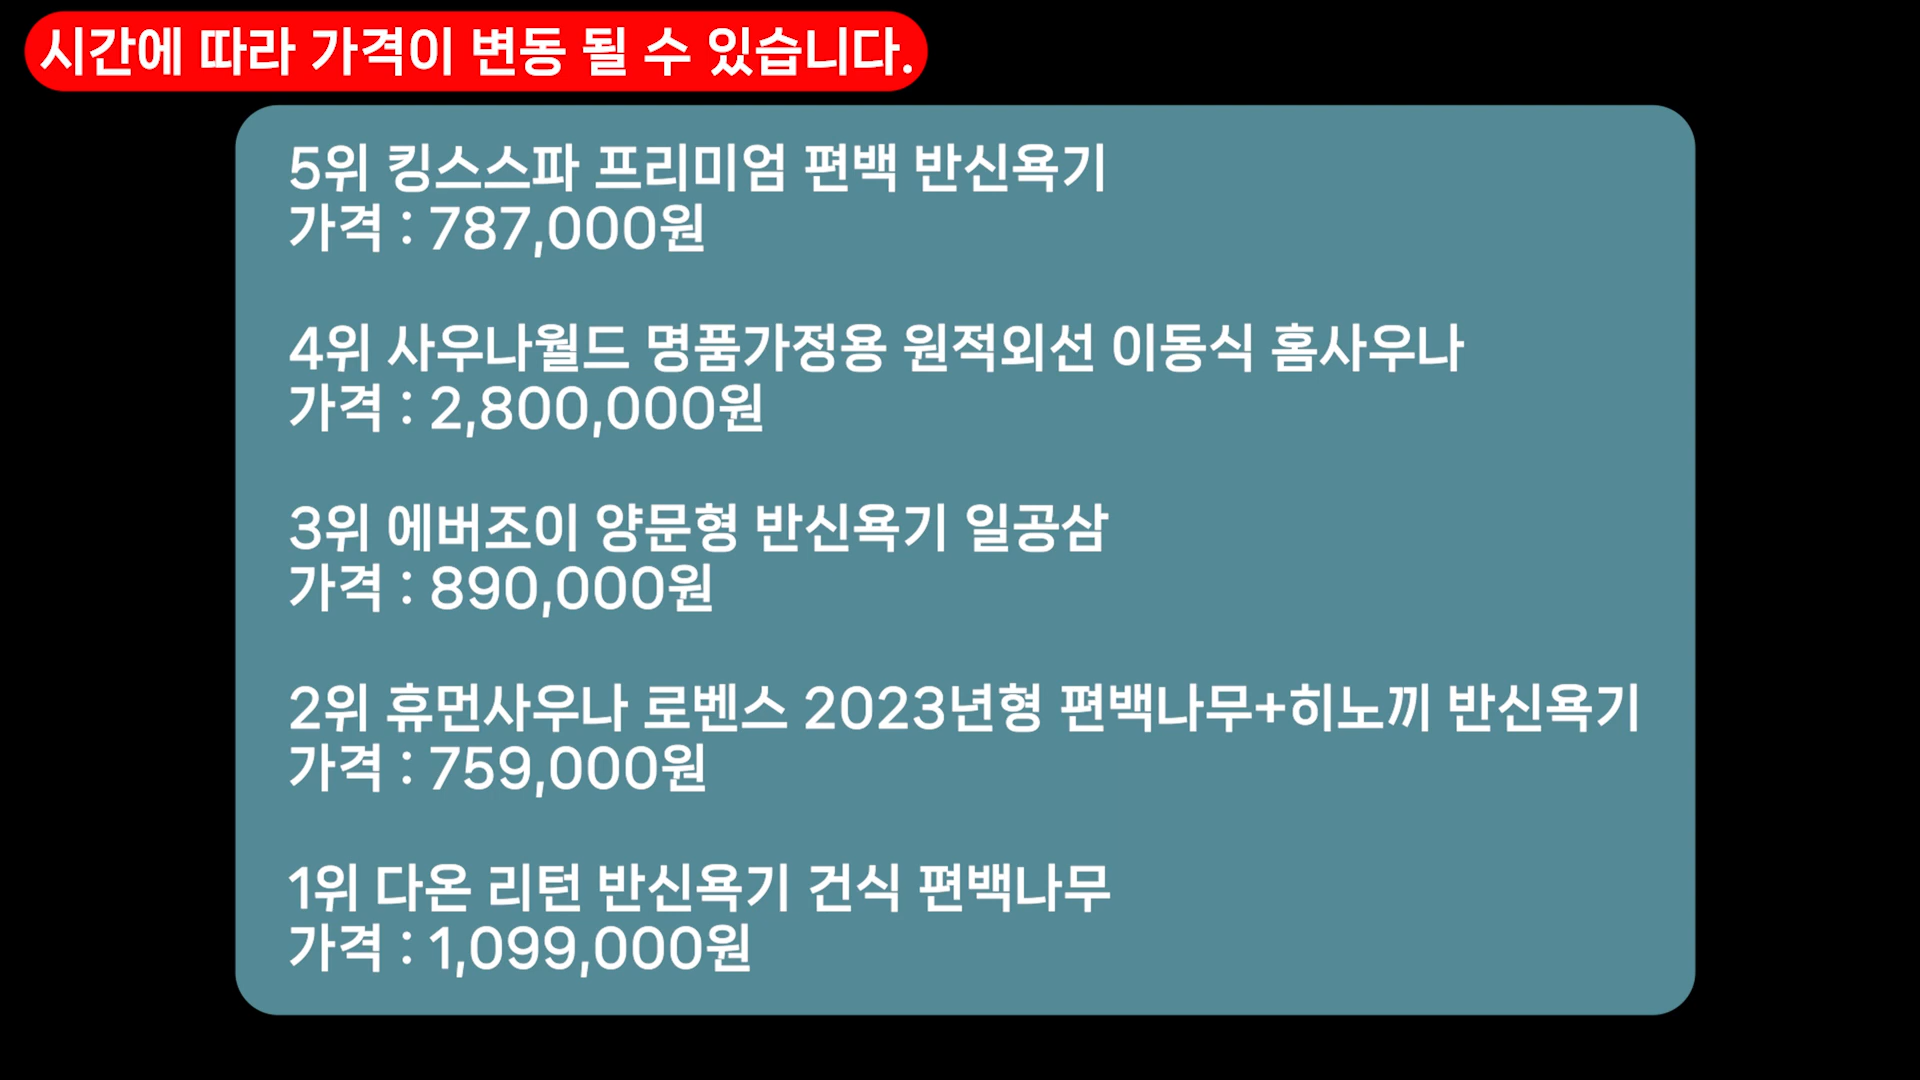 시간에 따라 가격이 변동 될 수 있습니다.
5위 킹스스파 프리미엄 편백 반신욕기
가격 : 787,000원
4위 사우나월드 명품가정용 원적외선 이동식 홈사우나
가격 : 2,800,000원
3위 에버조이 양문형 반신욕기 일공삼
가격 : 890,000원
2위 휴먼사우나 로벤스 2023년형 편백나무+히노끼 반신욕기
가격 : 759,000원
1위 다온 리턴 반신욕기 건식 편백나무
가격 : 1,099,000원